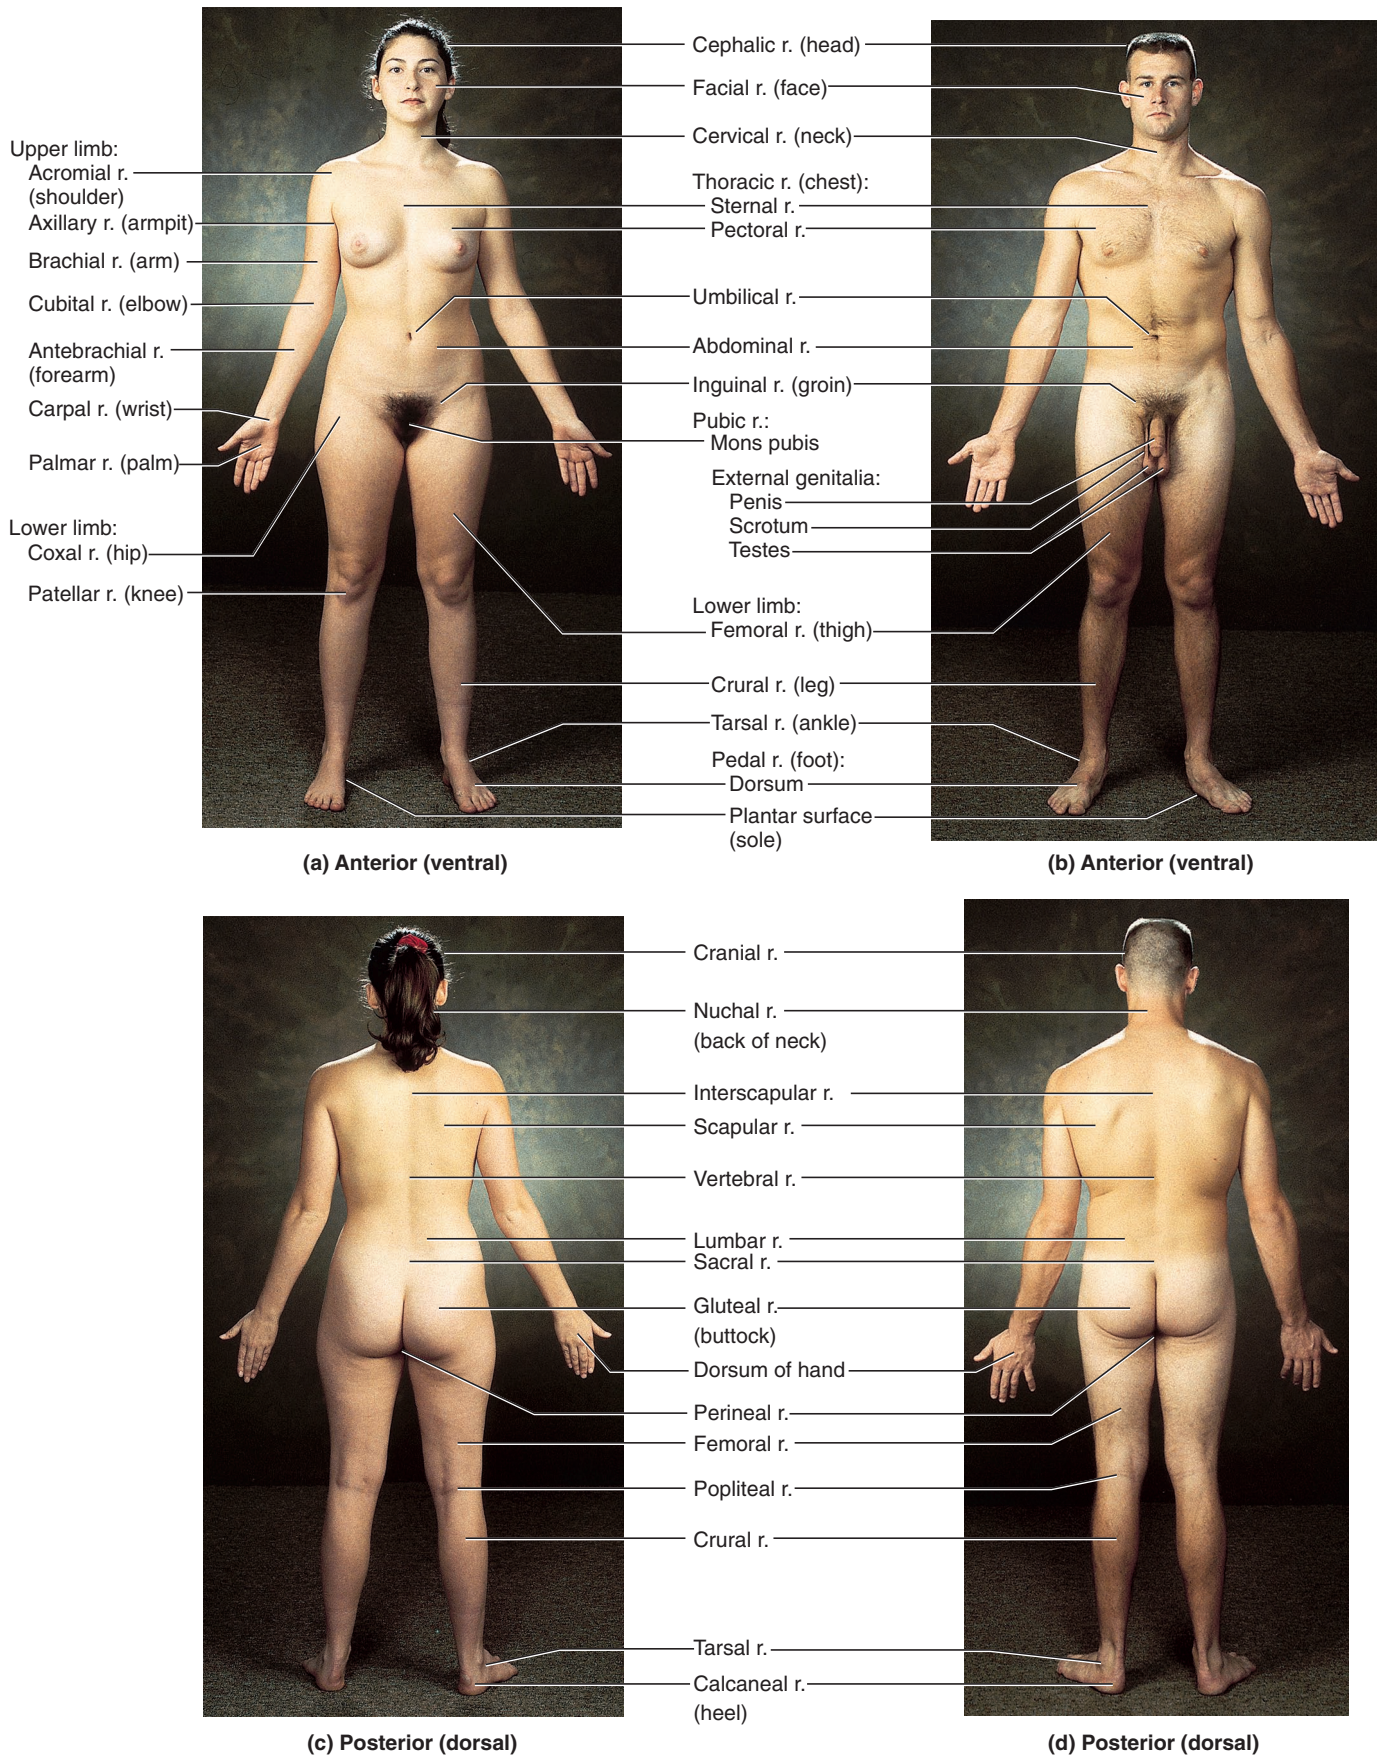 Cephalic r. (head)
Facial r. (face)
Cervical r. (neck)
Upper limb:
Acromial r.
(shoulder)
Axillary r. (armpit)
Brachial r. (arm)
Cubital r. (elbow)
Antebrachial r.
(forearm)
Carpal r. (wrist)
Palmar r. (palm)
Lower limb:
Coxal r. (hip)
Patellar r. (knee)
Thoracic r. (chest):
Sternal r.
Pectoral r.
Umbilical r.
Abdominal r.
Inguinal r. (groin)
Pubic r.:
Mons pubis
External genitalia:
Penis
Scrotum
Testes
Lower limb:
Femoral r. (thigh)
Crural r. (leg)
Tarsal r. (ankle)
Pedal r. (foot):
Dorsum
Plantar surface
(sole)
(a) Anterior (ventral)
(b) Anterior (ventral)
Cranial r.
Nuchal r.
(back of neck)
Interscapular r.
Scapular r.
Vertebral r.
Lumbar r.
Sacral r.
Gluteal r.
(buttock)
Dorsum of hand
Perineal r.
Femoral r.
Popliteal r.
Crural r.
Tarsal r.
Calcaneal r.
(heel)
(c) Posterior (dorsal)
(d) Posterior (dorsal)